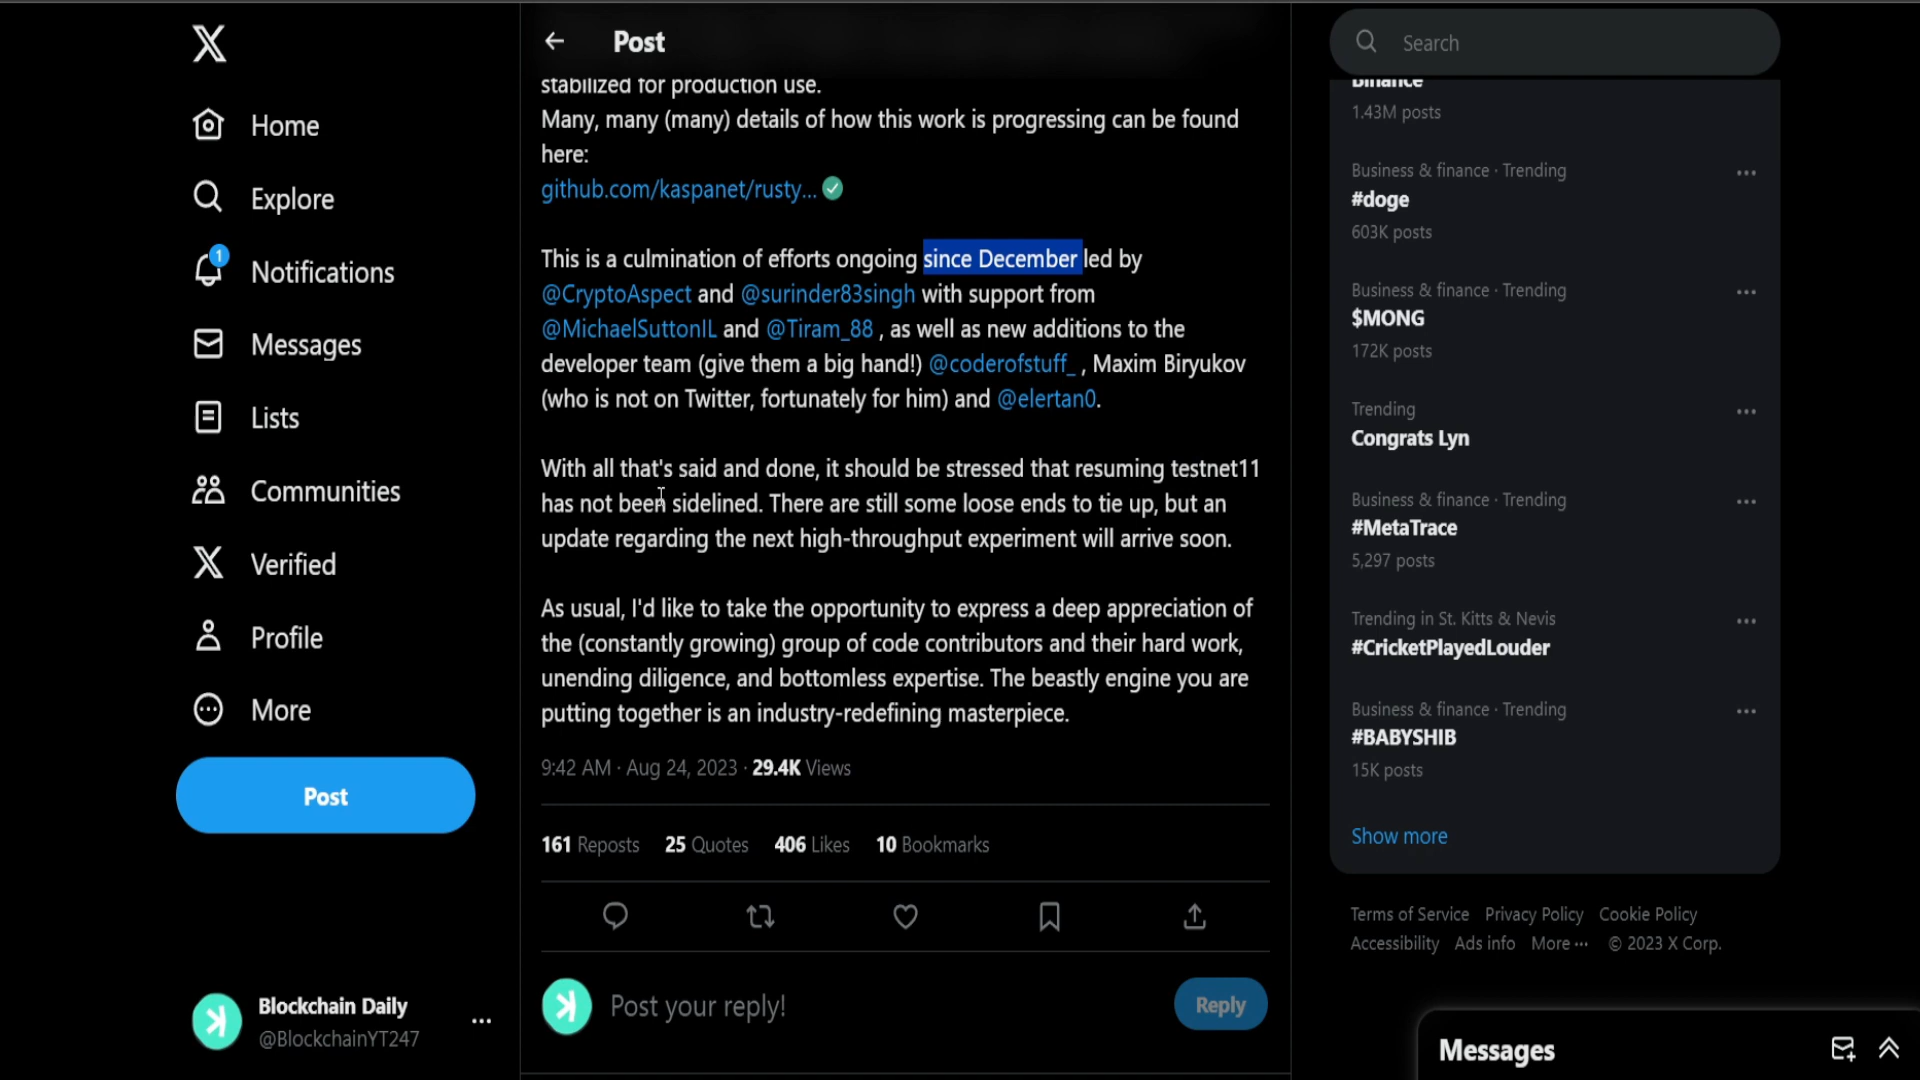 Home
Explore
1
Notifications
Messages
Lists
Communities
Verified
Profile
More
Post
Blockchain Daily
@BlockchainYT247
Post
stabilized for production use.
Many, many (many) details of how this work is progressing can be found
here:
github.com/kaspanet/rusty...
This is a culmination of efforts ongoing since December led by
@CryptoAspect and @surinder83singh with support from
@MichaelSuttonIL and @Tiram_88 , as well as new additions to the
developer team (give them a big hand!) @coderofstuff_ , Maxim Biryukov
(who is not on Twitter, fortunately for him) and @elertan0.
With all that's said and done, it should be stressed that resuming testnet11
has not been sidelined. There are still some loose ends to tie up, but an
update regarding the next high-throughput experiment will arrive soon.
As usual, I'd like to take the opportunity to express a deep appreciation of
the (constantly growing) group of code contributors and their hard work,
unending diligence, and bottomless expertise. The beastly engine you are
putting together is an industry-redefining masterpiece.
9:42 AM · Aug 24, 2023 · 29.4K Views
161 Reposts 25 Quotes 406 Likes 10 Bookmarks
Post your reply!
Reply
Search
Binance
1.43M posts
Business & finance · Trending
#doge
603K posts
Business & finance · Trending
$MONG
172K posts
Trending
Congrats Lyn
Business & finance · Trending
#MetaTrace
5,297 posts
Trending in St. Kitts & Nevis
#CricketPlayedLouder
Business & finance · Trending
#BABYSHIB
15K posts
Show more
Terms of Service Privacy Policy Cookie Policy
Accessibility Ads info More ··· © 2023 X Corp.
Messages